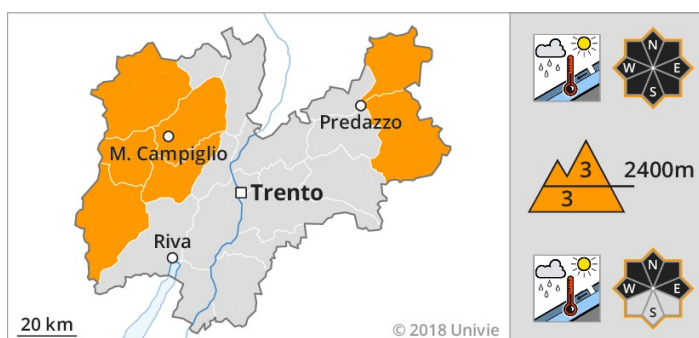 Predazzo
M. Campiglio
Trento
Riva
20 km
© 2018 Univie
N
W E
S
3 2400m
3
N
W E
S